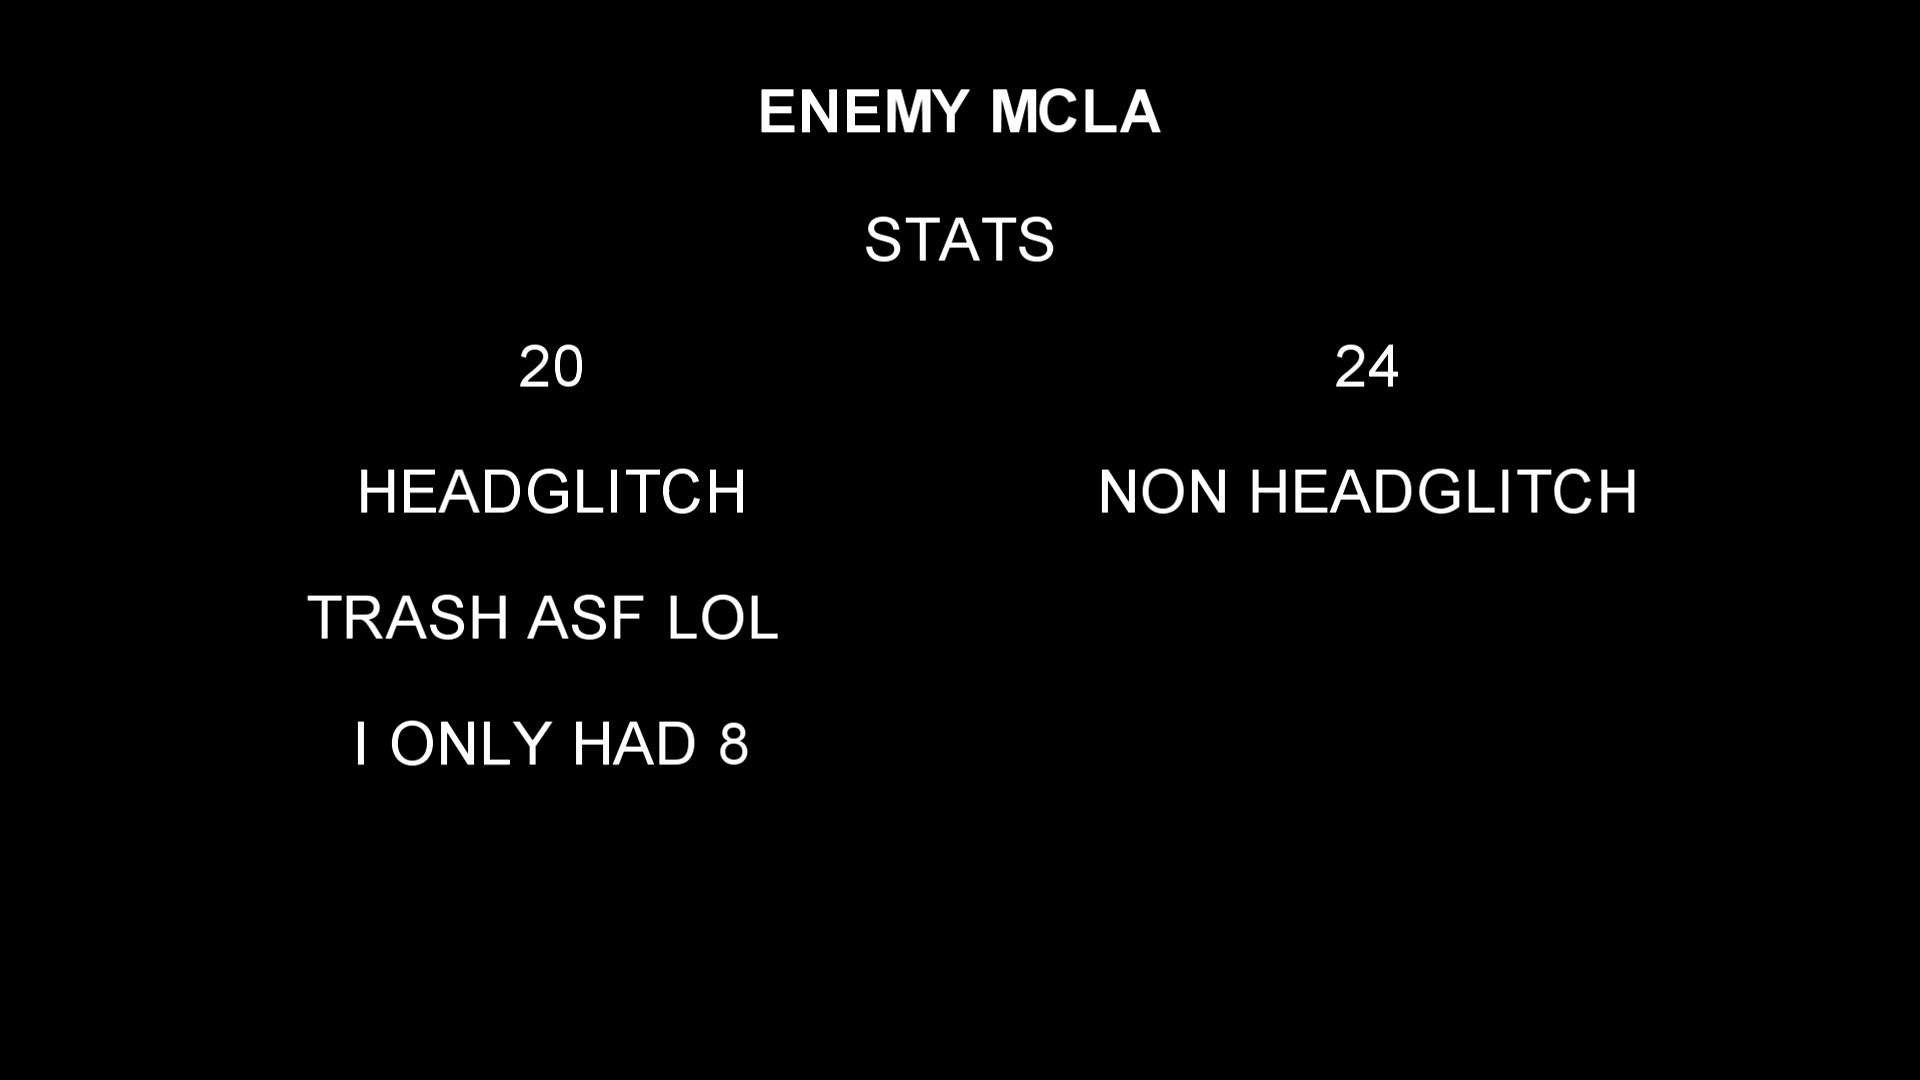 ENEMY MCLA
STATS
20
24
HEADGLITCH
NON HEADGLITCH
TRASH ASF LOL
I ONLY HAD 8